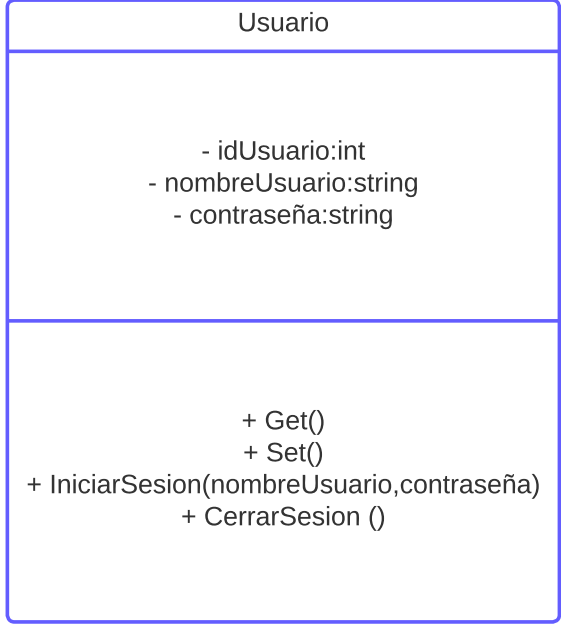 Usuario
- idUsuario:int
- nombreUsuario:string
- contraseña:string
+ Get()
+ Set()
+ IniciarSesion(nombreUsuario,contraseña)
+ CerrarSesion ()